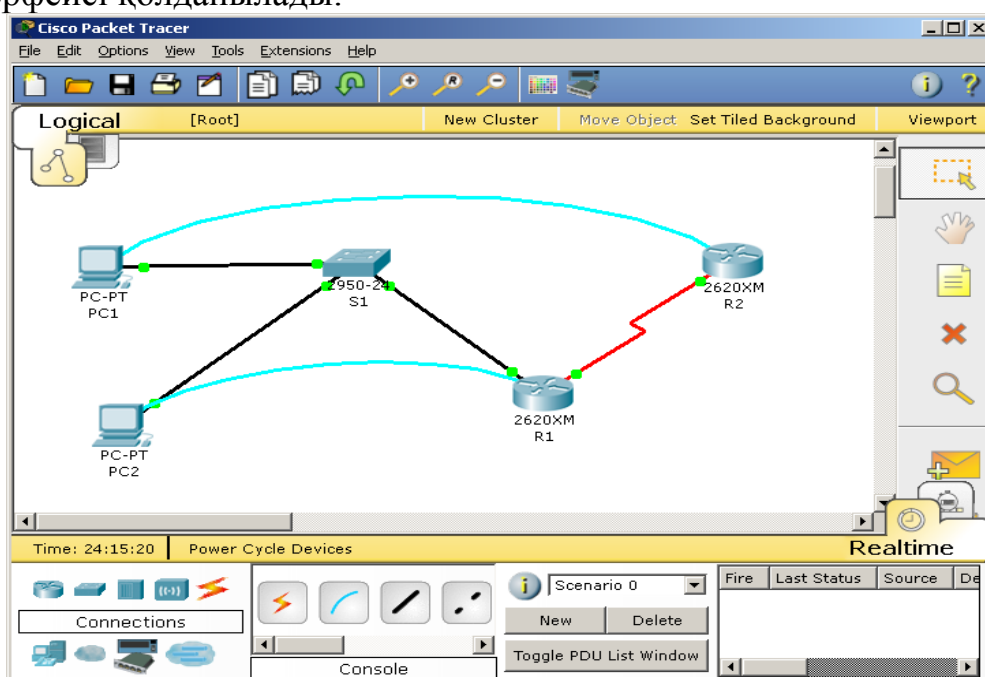 қолданылады.
Cisco Packet Tracer
File Edit Options View Tools Extensions Help
Logical [Root] New Cluster Move Object Set Tiled Background Viewport
PC-PT
PC1
2950-24
S1
2620XM
R2
2620XM
R1
PC-PT
PC2
Time: 24:15:20 Power Cycle Devices Realtime
Scenario 0
Fire Last Status Source De
Connections
New Delete
Toggle PDU List Window
Console